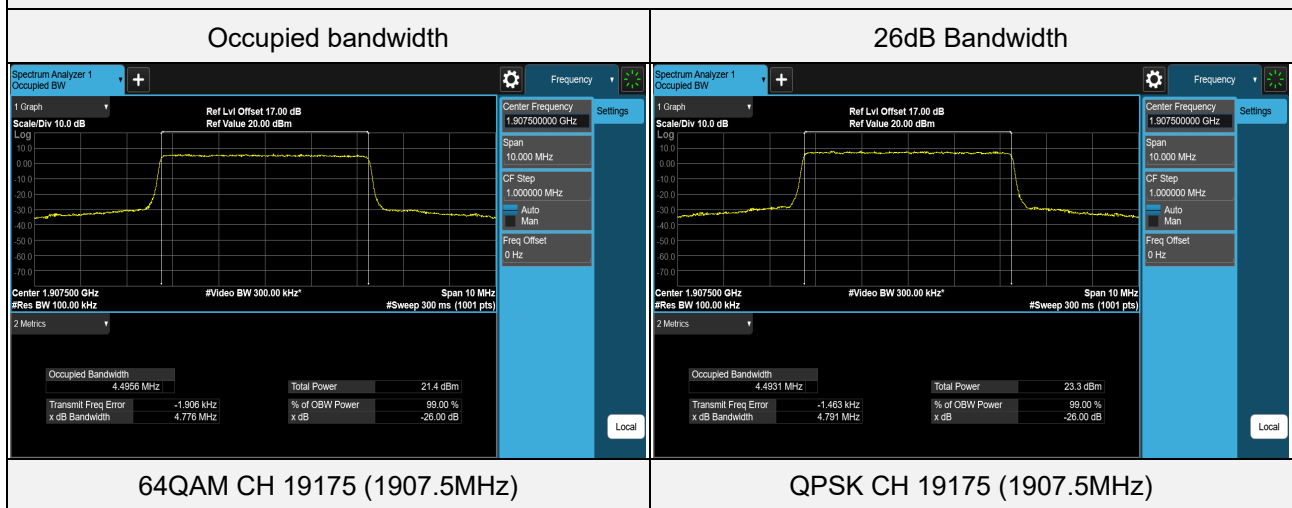 Occupied bandwidth
26dB Bandwidth
Spectrum Analyzer 1
Occupied BW
Frequency
1 Graph
Scale/Div 10.0 dB
Ref Lvl Offset 17.00 dB
Ref Value 20.00 dBm
Log
10.0
0.00
-10.0
-20.0
-30.0
-40.0
-50.0
-60.0
-70.0
Center 1.907500 GHz
#Res BW 100.00 kHz
#Video BW 300.00 kHz*
Span 10 MHz
#Sweep 300 ms (1001 pts)
Center Frequency
1.907500000 GHz
Span
10.000 MHz
CF Step
1.000000 MHz
Auto
Man
Freq Offset
0 Hz
Settings
Local
2 Metrics
Occupied Bandwidth
4.4956 MHz
Total Power 21.4 dBm
Transmit Freq Error -1.906 kHz
% of OBW Power 99.00 %
x dB Bandwidth 4.776 MHz
x dB -26.00 dB
Spectrum Analyzer 1
Occupied BW
Frequency
1 Graph
Scale/Div 10.0 dB
Ref Lvl Offset 17.00 dB
Ref Value 20.00 dBm
Log
10.0
0.00
-10.0
-20.0
-30.0
-40.0
-50.0
-60.0
-70.0
Center 1.907500 GHz
#Res BW 100.00 kHz
#Video BW 300.00 kHz*
Span 10 MHz
#Sweep 300 ms (1001 pts)
Center Frequency
1.907500000 GHz
Span
10.000 MHz
CF Step
1.000000 MHz
Auto
Man
Freq Offset
0 Hz
Settings
Local
2 Metrics
Occupied Bandwidth
4.4931 MHz
Total Power 23.3 dBm
Transmit Freq Error -1.463 kHz
% of OBW Power 99.00 %
x dB Bandwidth 4.791 MHz
x dB -26.00 dB
64QAM CH 19175 (1907.5MHz)
QPSK CH 19175 (1907.5MHz)